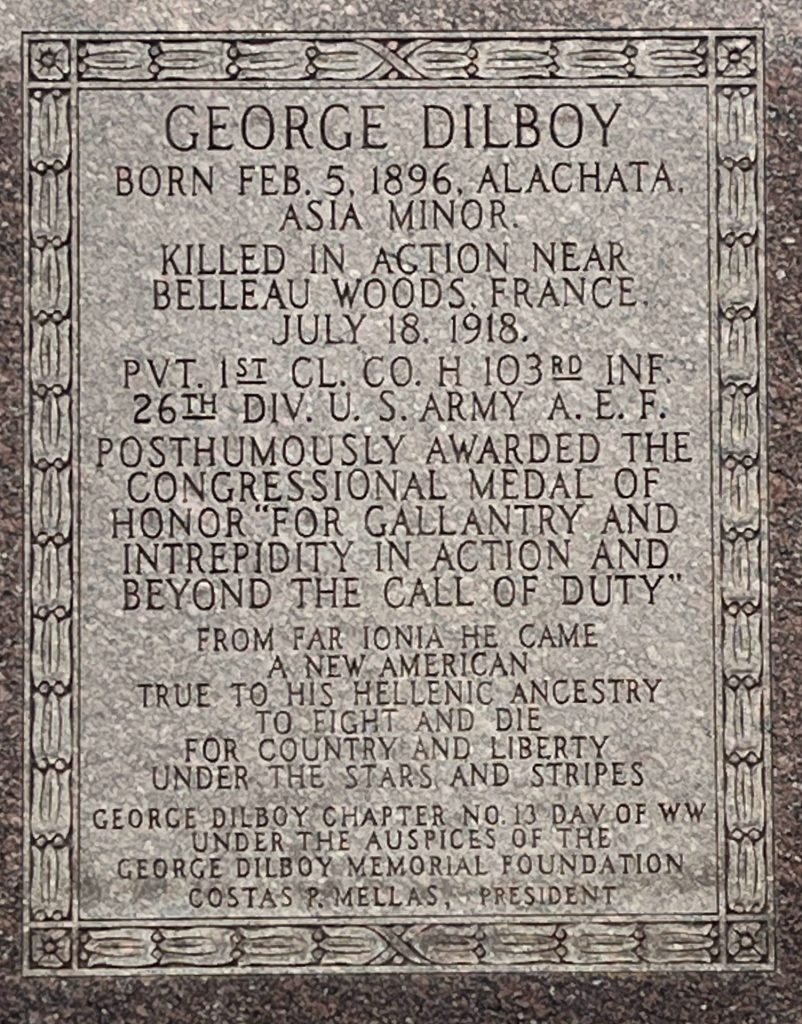 GEORGE DILBOY
BORN FEB. 5, 1896, ALACHATA,
ASIA MINOR.
KILLED IN ACTION NEAR
BELLEAU WOODS, FRANCE,
JULY 18, 1918.
PVT. 1ST CL. CO. H 103RD INF.
26TH DIV. U. S. ARMY A. E. F.
POSTHUMOUSLY AWARDED THE
CONGRESSIONAL MEDAL OF
HONOR "FOR GALLANTRY AND
INTREPIDITY IN ACTION AND
BEYOND THE CALL OF DUTY"
FROM FAR IONIA HE CAME
A NEW AMERICAN
TRUE TO HIS HELLENIC ANCESTRY
TO FIGHT AND DIE
FOR COUNTRY AND LIBERTY
UNDER THE STARS AND STRIPES
GEORGE DILBOY CHAPTER NO. 13 DAV OF WW
UNDER THE AUSPICES OF THE
GEORGE DILBOY MEMORIAL FOUNDATION
COSTAS P. MELLAS, PRESIDENT